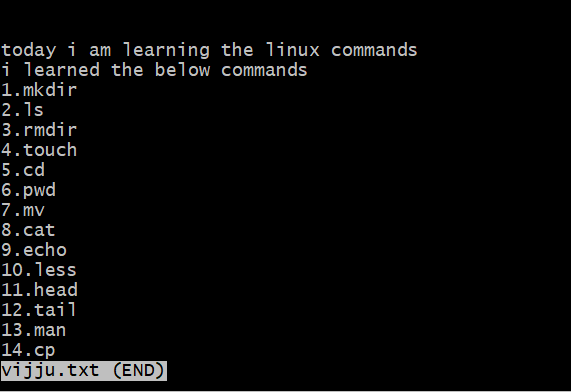 today i am learning the linux commands
i learned the below commands
1.mkdir
2.ls
3.rmdir
4.touch
5.cd
6.pwd
7.mv
8.cat
9.echo
10.less
11.head
12.tail
13.man
14.cp
vijju.txt (END)